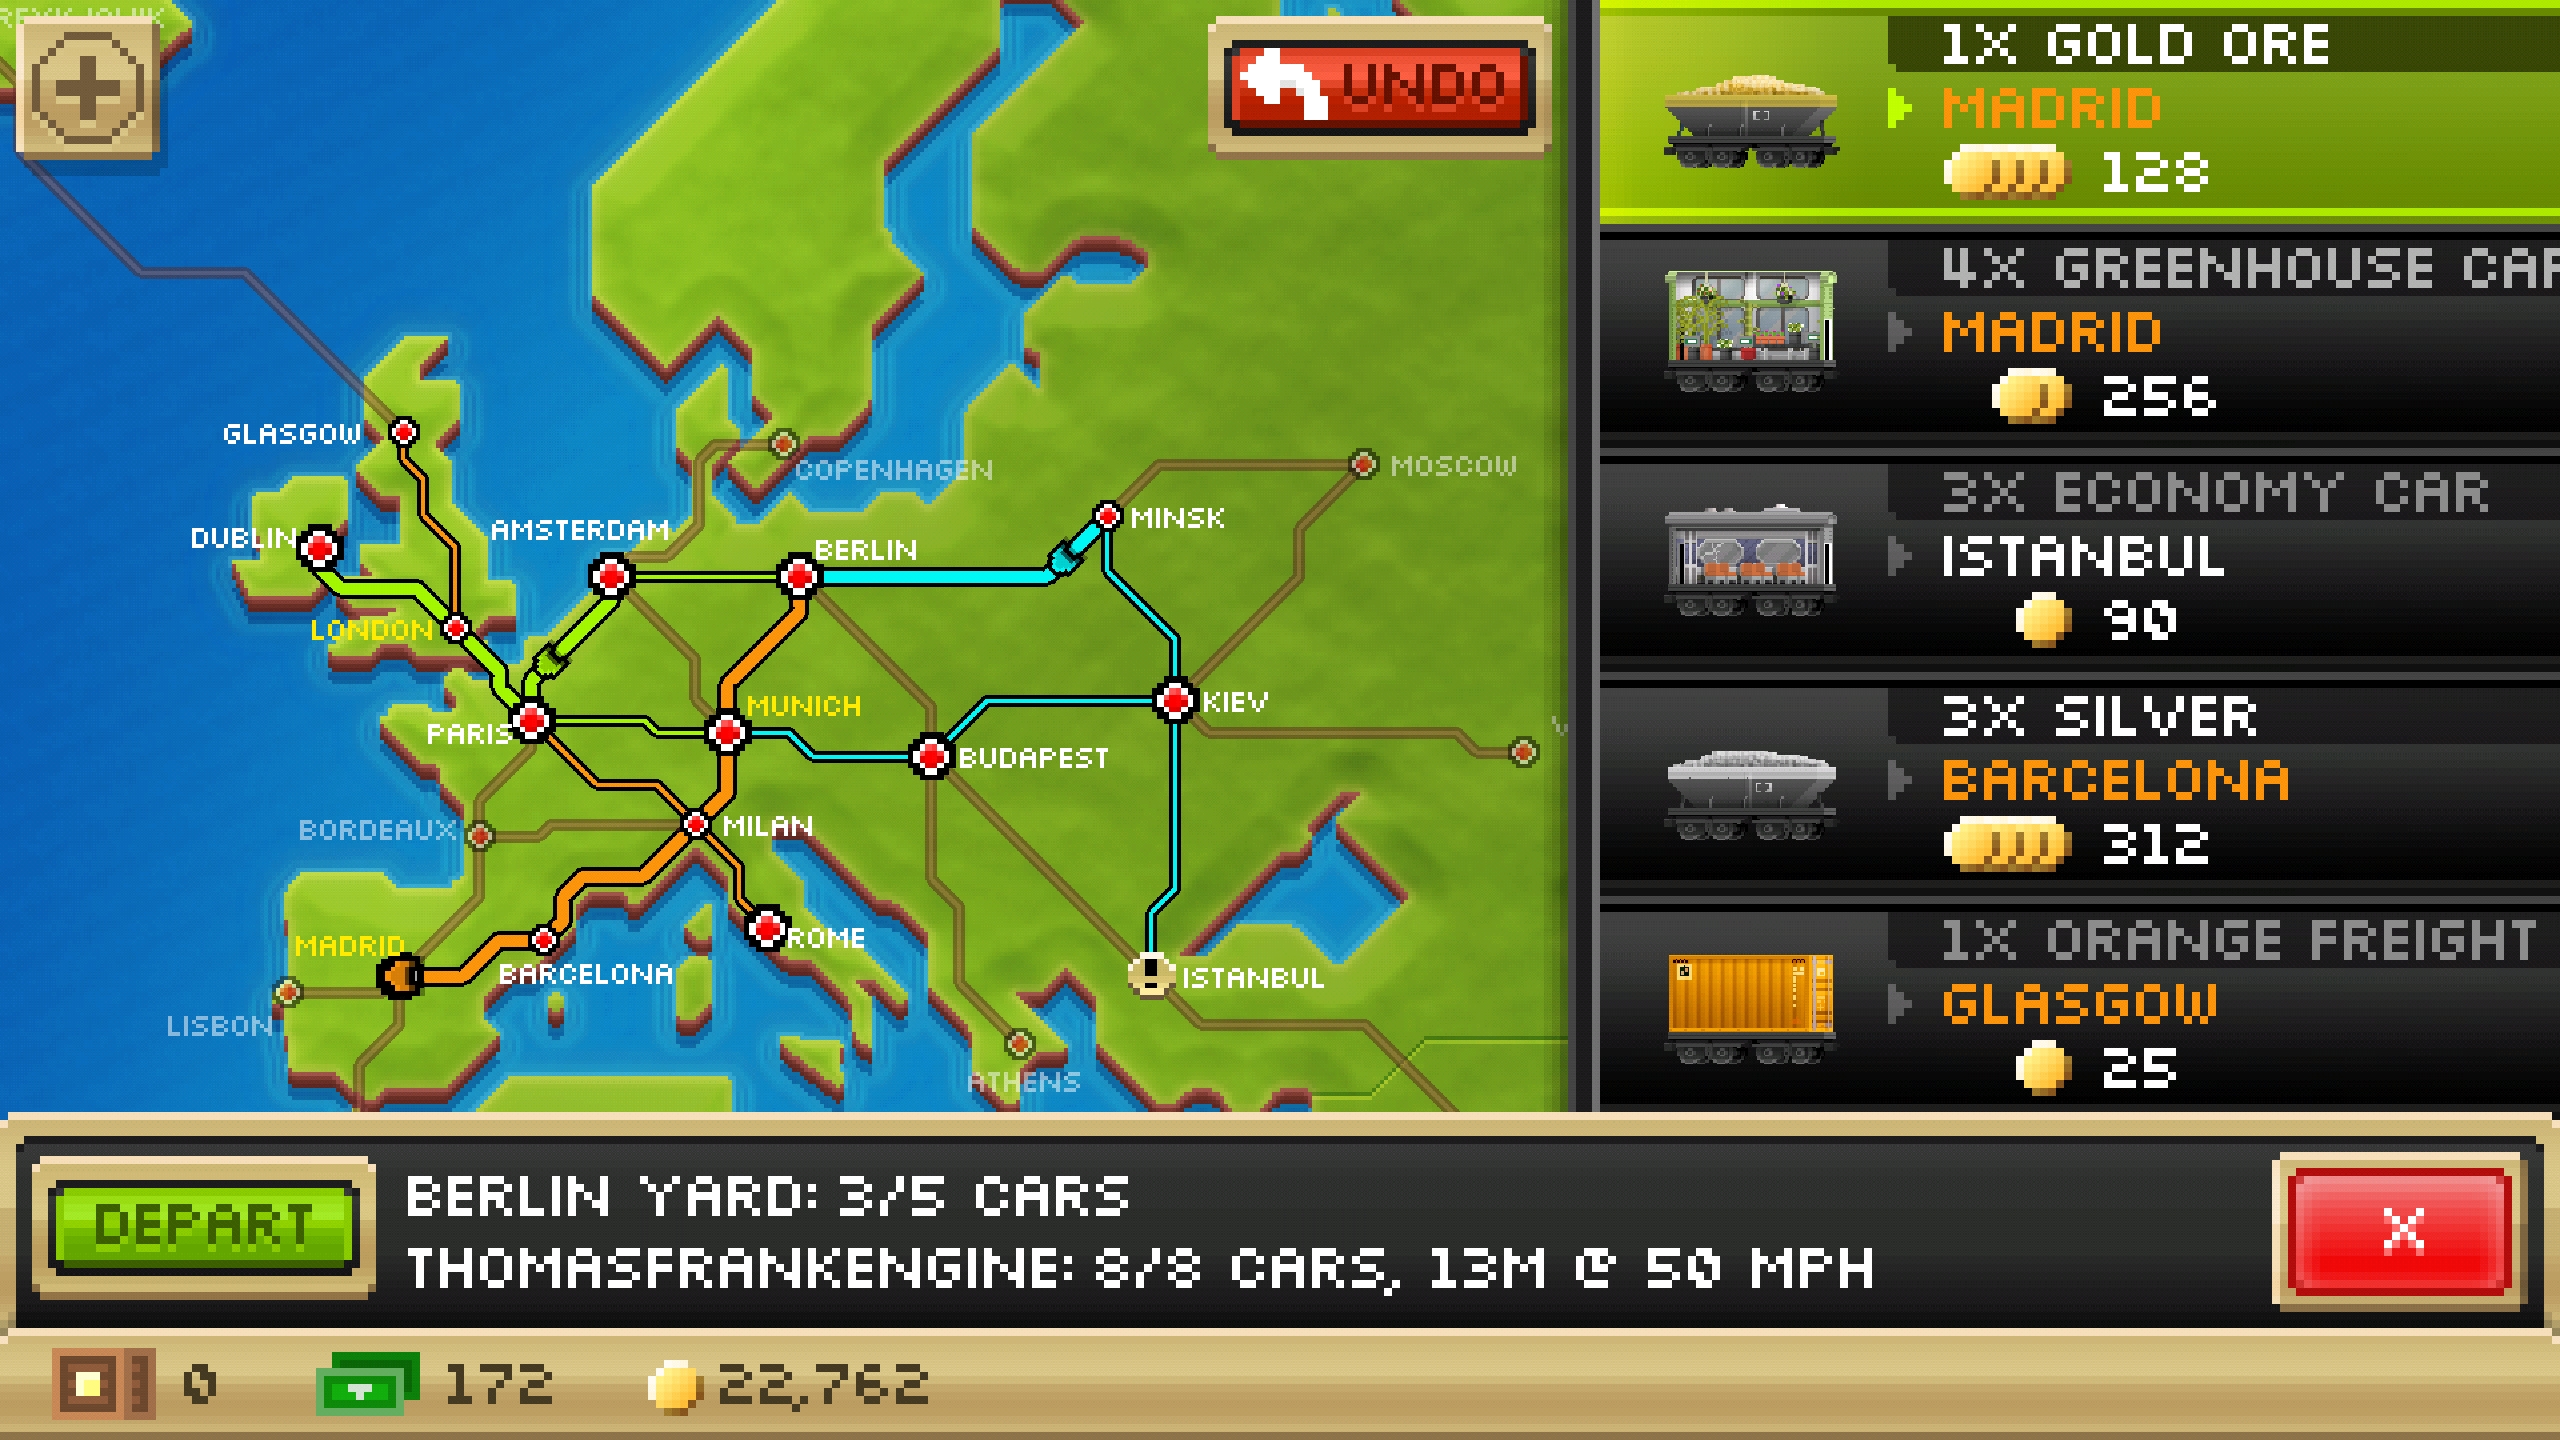 REYKJAVIK
UNDO
GLASGOW
COPENHAGEN
MOSCOW
DUBLIN
AMSTERDAM
BERLIN
MINSK
LONDON
PARIS
MUNICH
KIEV
BUDAPEST
BORDEAUX
MILAN
MADRID
ROME
BARCELONA
ISTANBUL
LISBON
ATHENS
1X GOLD ORE
MADRID
128
4X GREENHOUSE CAR
MADRID
256
3X ECONOMY CAR
ISTANBUL
90
3X SILVER
BARCELONA
312
1X ORANGE FREIGHT
GLASGOW
25
DEPART
BERLIN YARD: 3/5 CARS
THOMASFRANKENGINE: 8/8 CARS, 13M @ 50 MPH
X
0
172
22,762